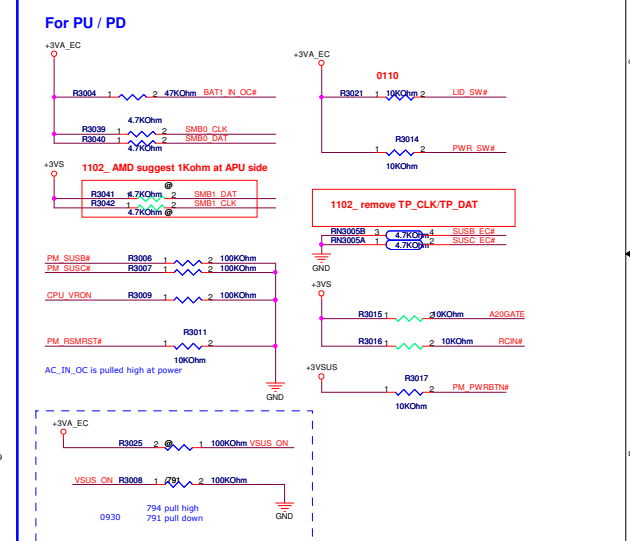 For PU / PD
+3VA_EC
R3004 1 2 47KOhm BAT1_IN_OC#
4.7KOhm
R3039 1 2 SMB0_CLK
R3040 1 2 SMB0_DAT
4.7KOhm
+3VS
1102_ AMD suggest 1Kohm at APU side
@
R3041 1 4.7KOhm 2 SMB1_DAT
R3042 1 2 SMB1_CLK
4.7KOhm @
PM_SUSB# R3006 1 2 100KOhm
PM_SUSC# R3007 1 2 100KOhm
CPU_VRON R3009 1 2 100KOhm
R3011
PM_RSMRST# 1 2
10KOhm
AC_IN_OC is pulled high at power
GND
+3VA_EC
R3025 2 @ 1 100KOhm VSUS_ON
VSUS_ON R3008 1 /791 2 100KOhm
GND
794 pull high
0930 791 pull down
+3VA_EC
0110
R3021 1 10KOhm 2 LID_SW#
R3014
1 2 PWR_SW#
10KOhm
1102_ remove TP_CLK/TP_DAT
RN3005B 3 4.7KOhm 4 SUSB_EC#
RN3005A 1 4.7KOhm 2 SUSC_EC#
GND
+3VS
R3015 1 2 10KOhm A20GATE
R3016 1 2 10KOhm RCIN#
+3VSUS
R3017
1 2 PM_PWRBTN#
10KOhm